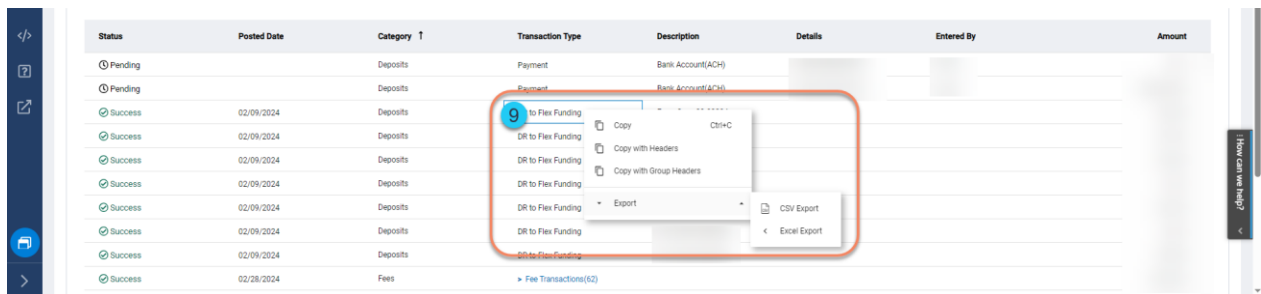 Status Posted Date Category ↑ Transaction Type Description Details Entered By Amount
Pending Deposits Payment Bank Account(ACH)
Pending Deposits Payment Bank Account(ACH)
Success 02/09/2024 Deposits 9 to Flex Funding
Copy Ctrl+C
Success 02/09/2024 Deposits DR to Flex Funding
Copy with Headers
Success 02/09/2024 Deposits DR to Flex Funding
Copy with Group Headers
Success 02/09/2024 Deposits DR to Flex Funding
Success 02/09/2024 Deposits DR to Flex Funding
Export
CSV Export
Success 02/09/2024 Deposits DR to Flex Funding
Excel Export
Success 02/09/2024 Deposits DR to Flex Funding
Success 02/28/2024 Fees Fee Transactions(62)
How can we help?